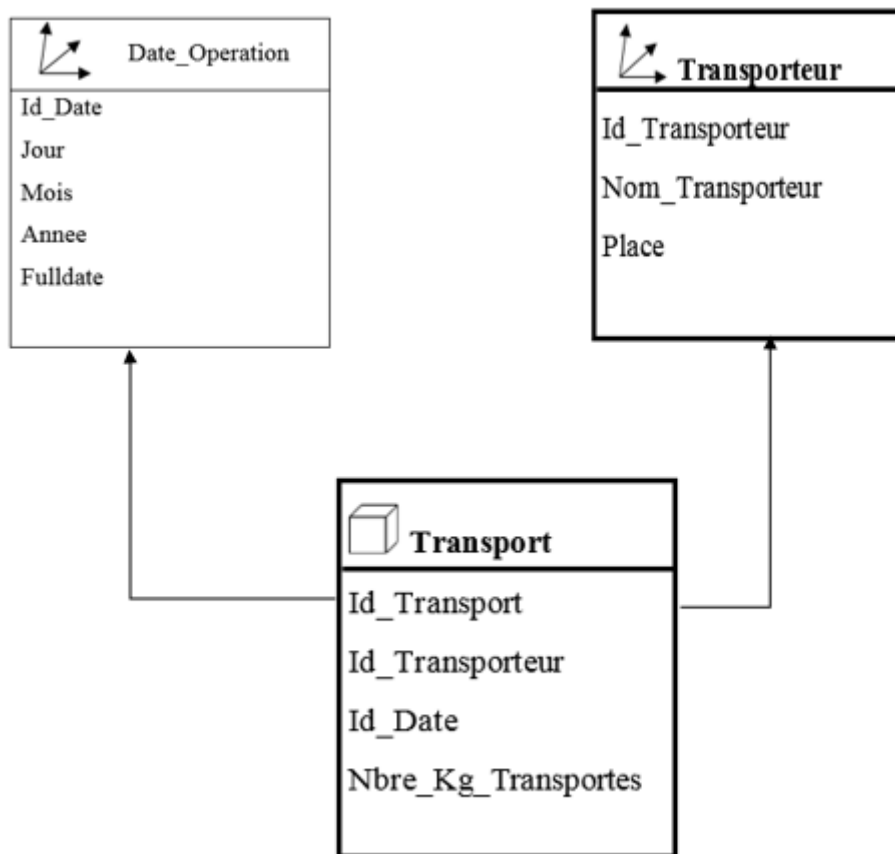 Date_Operation
Id_Date
Jour
Mois
Annee
Fulldate
Transporteur
Id_Transporteur
Nom_Transporteur
Place
Transport
Id_Transport
Id_Transporteur
Id_Date
Nbre_Kg_Transportes